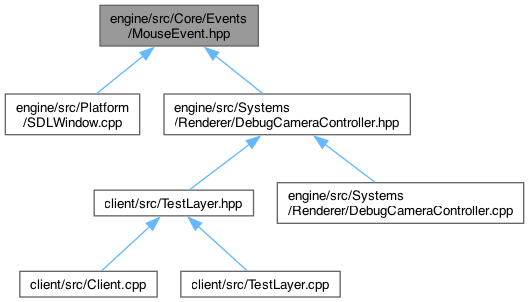 engine/src/Core/Events
/MouseEvent.hpp
engine/src/Platform
/SDLWindow.cpp
engine/src/Systems
/Renderer/DebugCameraController.hpp
client/src/TestLayer.hpp
engine/src/Systems
/Renderer/DebugCameraController.cpp
client/src/Client.cpp
client/src/TestLayer.cpp